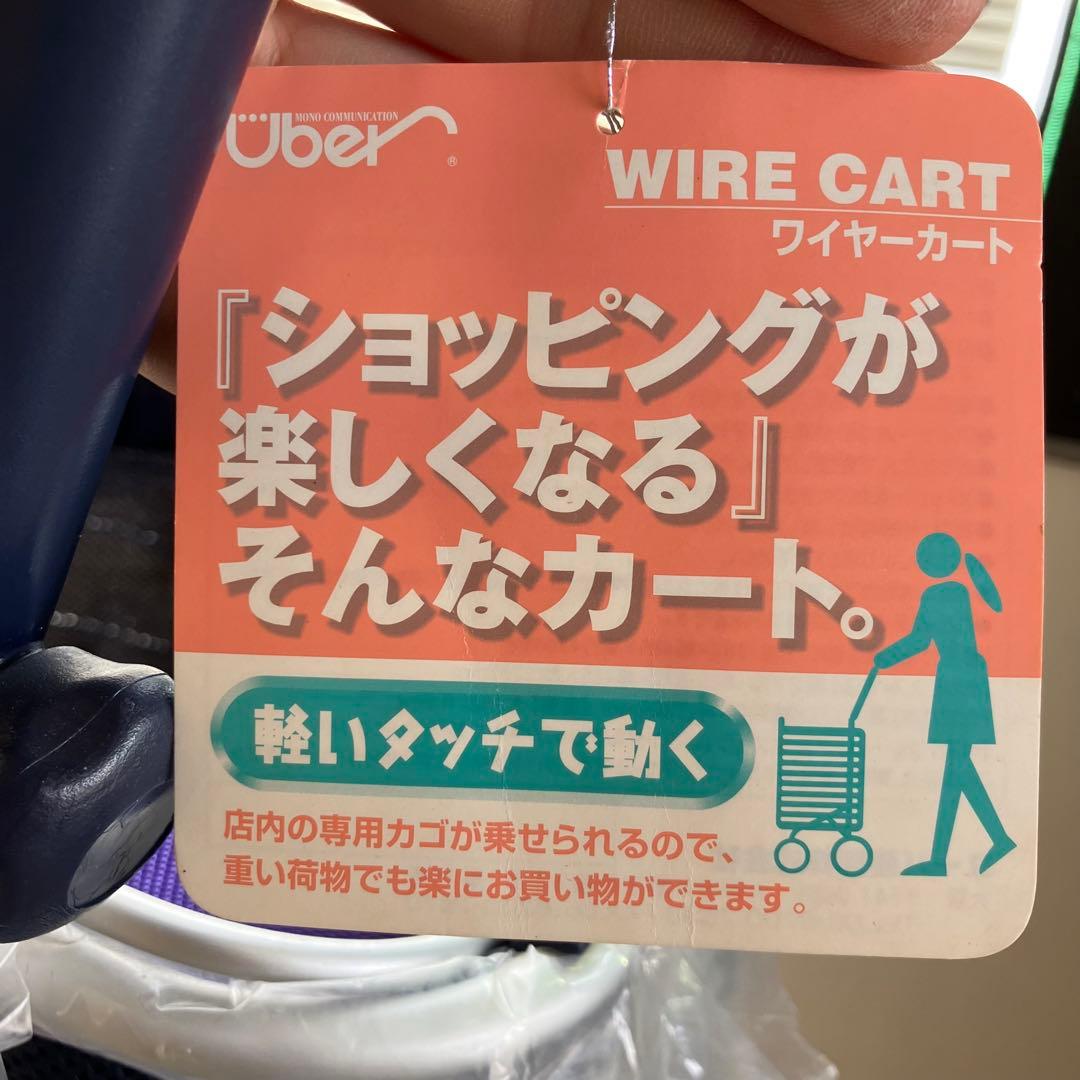 MONO COMMUNICATION
Über
®
WIRE CART
ワイヤーカート
『ショッピングが
楽しくなる』
そんなカート。
軽いタッチで動く
店内の専用カゴが乗せられるので、
重い荷物でも楽にお買い物ができます。